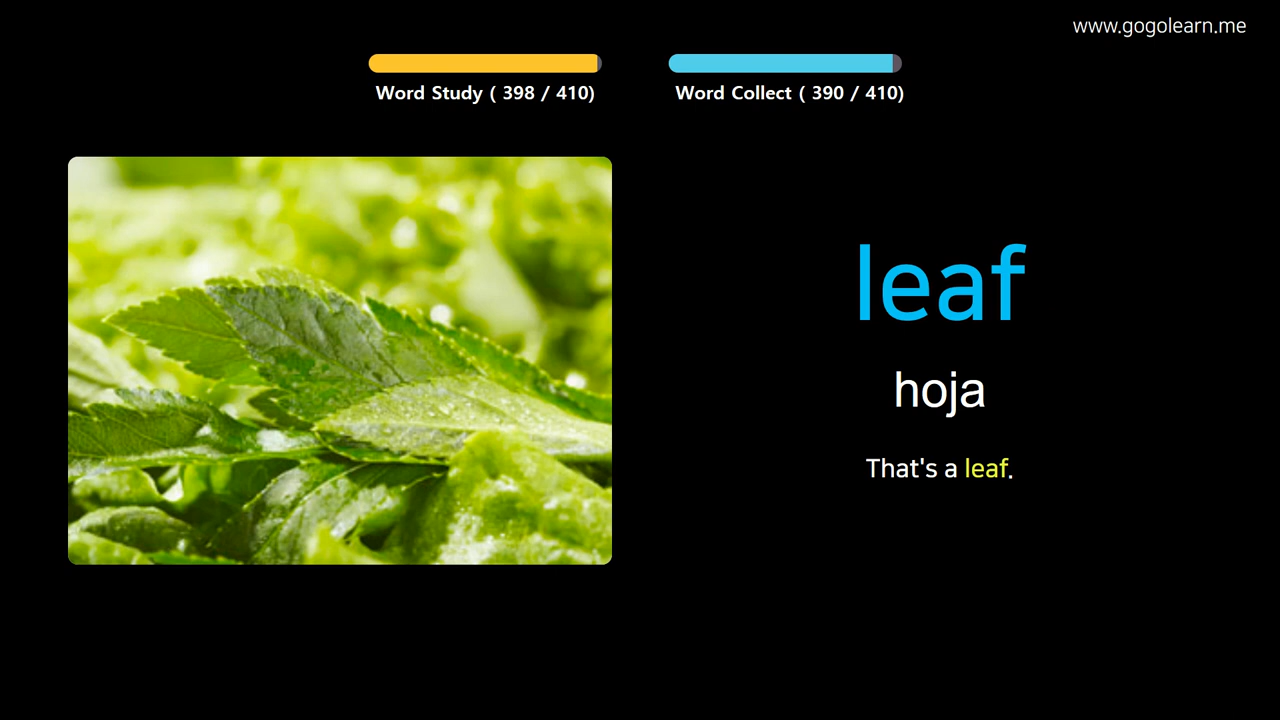 www.gogolearn.me
Word Study ( 398 / 410)
Word Collect ( 390 / 410)
leaf
hoja
That's a leaf.